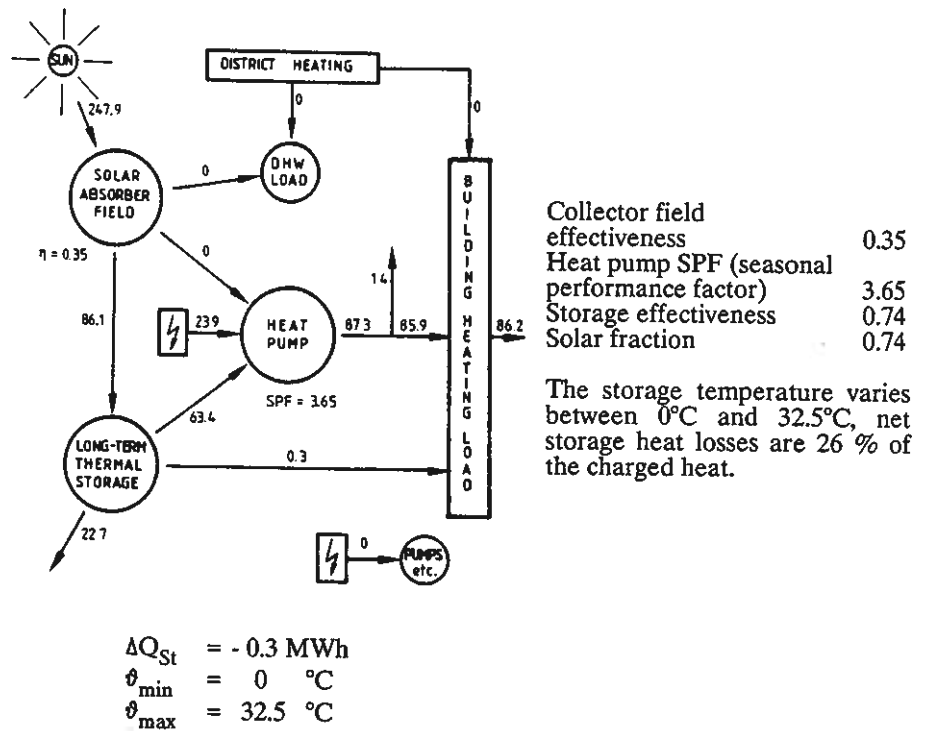 SUN
DISTRICT HEATING
247.9
0
0
SOLAR
ABSORBER
FIELD
0
DHW
LOAD
η = 0.35
0
86.1
23.9
HEAT
PUMP
87.3
1.4
85.9
BUILDING HEATING LOAD
86.2
SPF = 3.65
63.4
LONG-TERM
THERMAL
STORAGE
0.3
22.7
0
PUMPS
etc.
Collector field
effectiveness 0.35
Heat pump SPF (seasonal
performance factor) 3.65
Storage effectiveness 0.74
Solar fraction 0.74
The storage temperature varies
between 0°C and 32.5°C, net
storage heat losses are 26 % of
the charged heat.
ΔQSt = - 0.3 MWh
ϑmin = 0 °C
ϑmax = 32.5 °C